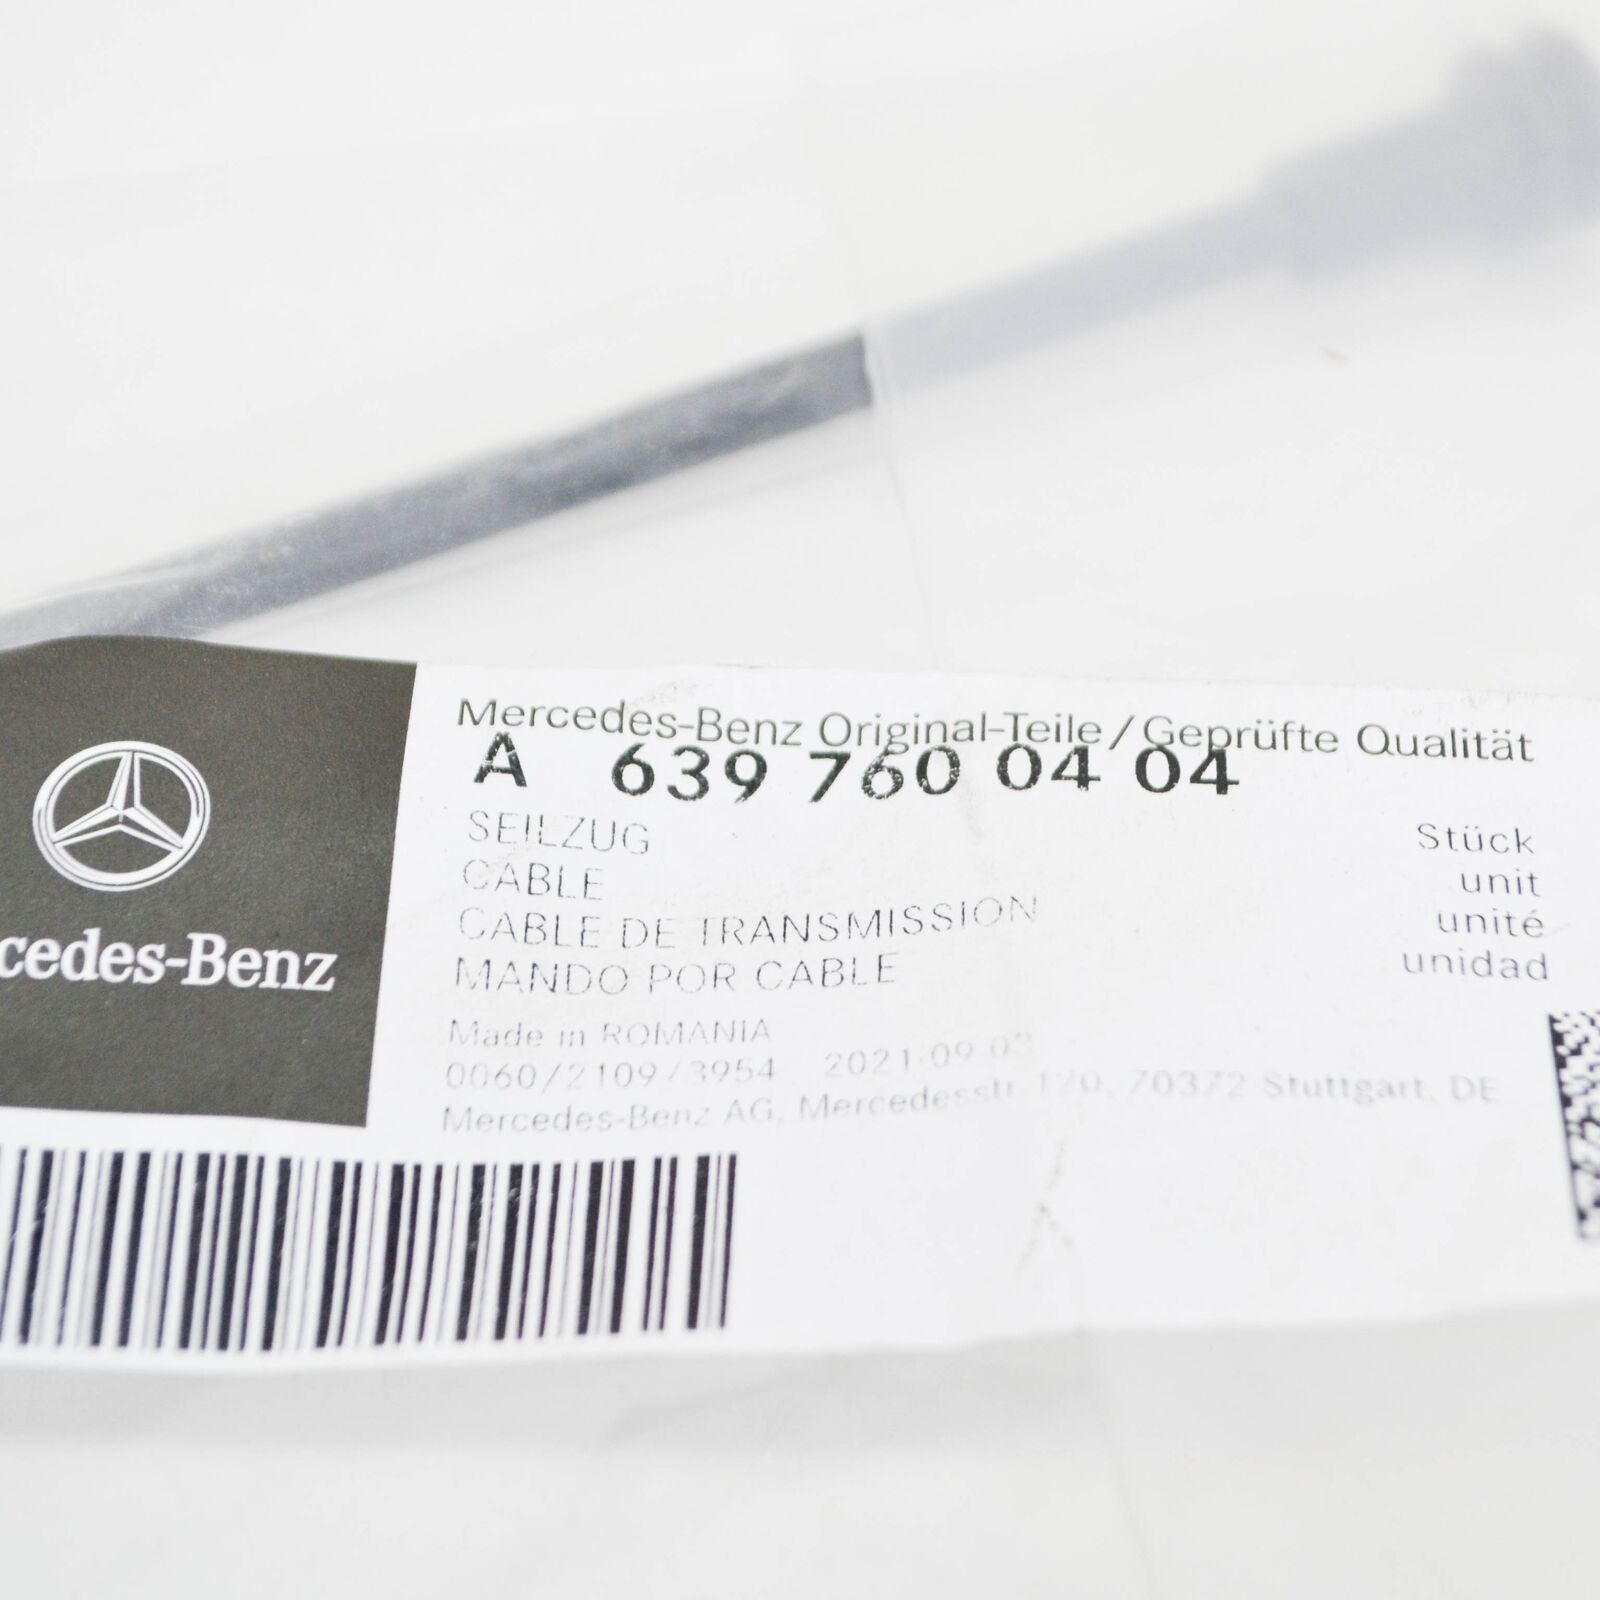 Mercedes-Benz Original-Teile / Geprüfte Qualität
A 639 760 04 04
SEILZUG
CABLE
CABLE DE TRANSMISSION
MANDO POR CABLE
Stück
unit
unité
unidad
Made in ROMANIA
0060/2109/3954 2021-09-03
Mercedes-Benz AG, Mercedesstr. 120, 70372 Stuttgart, DE
cedes-Benz